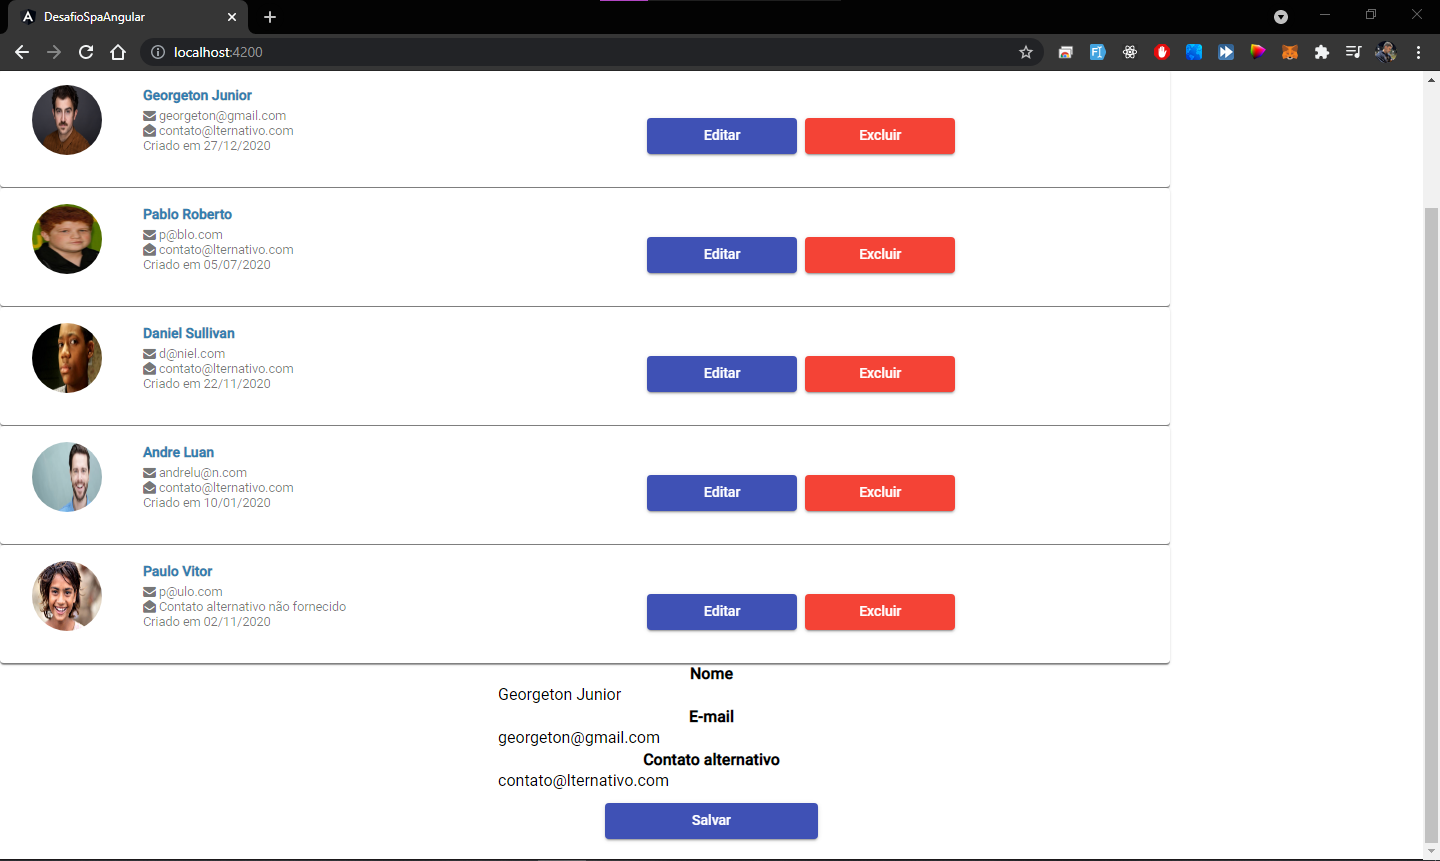 DesafioSpaAngular
localhost:4200
Georgeton Junior
georgeton@gmail.com
contato@lternativo.com
Criado em 27/12/2020
Editar
Excluir
Pablo Roberto
p@blo.com
contato@lternativo.com
Criado em 05/07/2020
Editar
Excluir
Daniel Sullivan
d@niel.com
contato@lternativo.com
Criado em 22/11/2020
Editar
Excluir
Andre Luan
andrelu@n.com
contato@lternativo.com
Criado em 10/01/2020
Editar
Excluir
Paulo Vitor
p@ulo.com
Contato alternativo não fornecido
Criado em 02/11/2020
Editar
Excluir
Nome
Georgeton Junior
E-mail
georgeton@gmail.com
Contato alternativo
contato@lternativo.com
Salvar